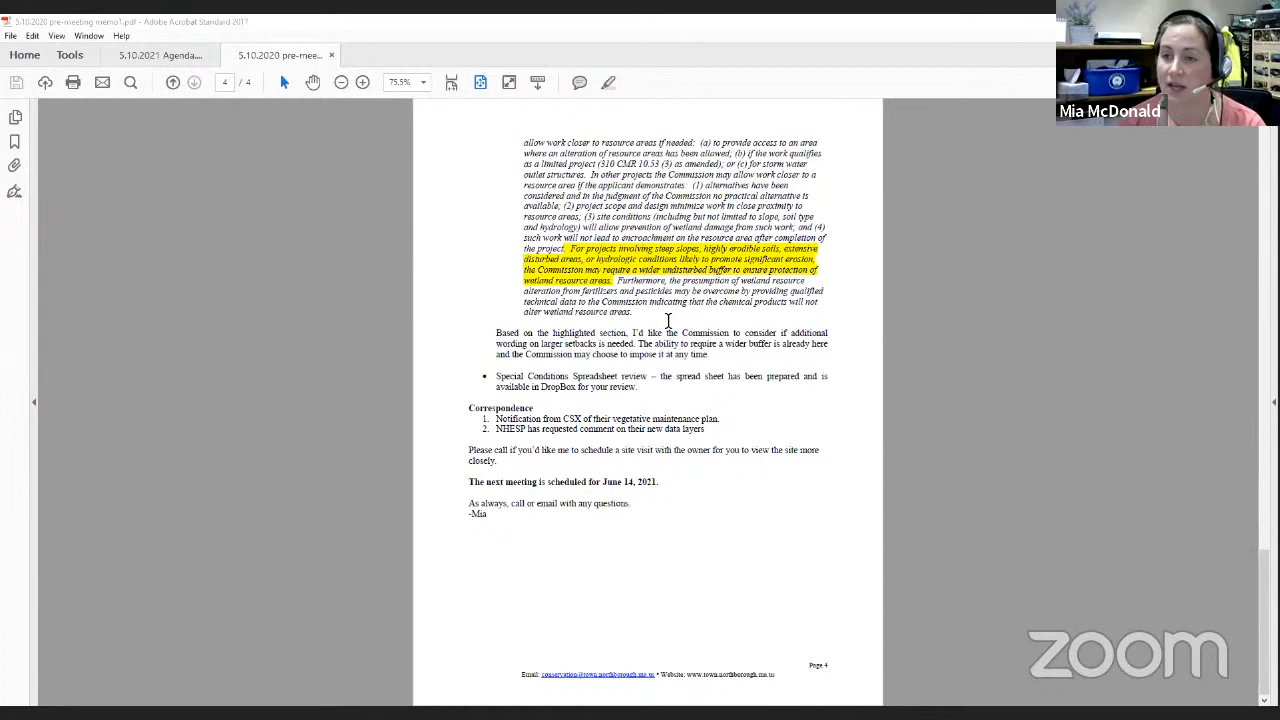 5.10.2020 pre-meeting memo1.pdf - Adobe Acrobat Standard 2017
File Edit View Window Help
Home Tools 5.10.2021 Agenda.... 5.10.2020 pre-mee... ×
4 / 4 75.5%
allow work closer to resource areas if needed: (a) to provide access to an area
where an alteration of resource areas has been allowed; (b) if the work qualifies
as a limited project (310 CMR 10.53 (3) as amended); or (c) for storm water
outlet structures. In other projects the Commission may allow work closer to a
resource area if the applicant demonstrates: (1) alternatives have been
considered and in the judgment of the Commission no practical alternative is
available; (2) project scope and design minimize work in close proximity to
resource areas; (3) site conditions (including but not limited to slope, soil type
and hydrology) will allow prevention of wetland damage from such work; and (4)
such work will not lead to encroachment on the resource area after completion of
the project. For projects involving steep slopes, highly erodible soils, extensive
disturbed areas, or hydrologic conditions likely to promote significant erosion,
the Commission may require a wider undisturbed buffer to ensure protection of
wetland resource areas. Furthermore, the presumption of wetland resource
alteration from fertilizers and pesticides may be overcome by providing qualified
technical data to the Commission indicating that the chemical products will not
alter wetland resource areas.
Based on the highlighted section, I'd like the Commission to consider if additional
wording on larger setbacks is needed. The ability to require a wider buffer is already here
and the Commission may choose to impose it at any time.
• Special Conditions Spreadsheet review – the spread sheet has been prepared and is
available in DropBox for your review.
Correspondence
1. Notification from CSX of their vegetative maintenance plan.
2. NHESP has requested comment on their new data layers
Please call if you'd like me to schedule a site visit with the owner for you to view the site more
closely.
The next meeting is scheduled for June 14, 2021.
As always, call or email with any questions.
-Mia
Page 4
Email: conservation@town.northborough.ma.us * Website: www.town.northborough.ma.us
Mia McDonald
zoom